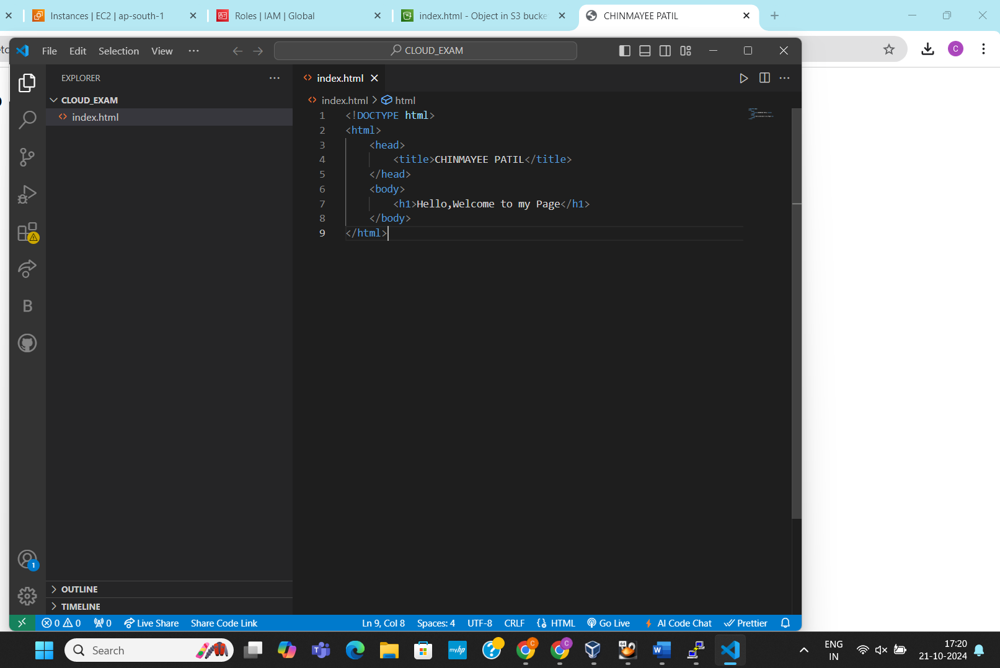 Instances | EC2 | ap-south-1
Roles | IAM | Global
index.html - Object in S3 bucke
CHINMAYEE PATIL
File Edit Selection View ···
CLOUD_EXAM
C
EXPLORER
index.html
CLOUD_EXAM
index.html
index.html > html
1 <!DOCTYPE html>
2 <html>
3 <head>
4 <title>CHINMAYEE PATIL</title>
5 </head>
6 <body>
7 <h1>Hello,Welcome to my Page</h1>
8 </body>
9 </html>
B
1
OUTLINE
TIMELINE
0 0 0 Live Share Share Code Link Ln 9, Col 8 Spaces: 4 UTF-8 CRLF HTML Go Live AI Code Chat Prettier
Search
myhp
C
C
64
ENG
IN
17:20
21-10-2024